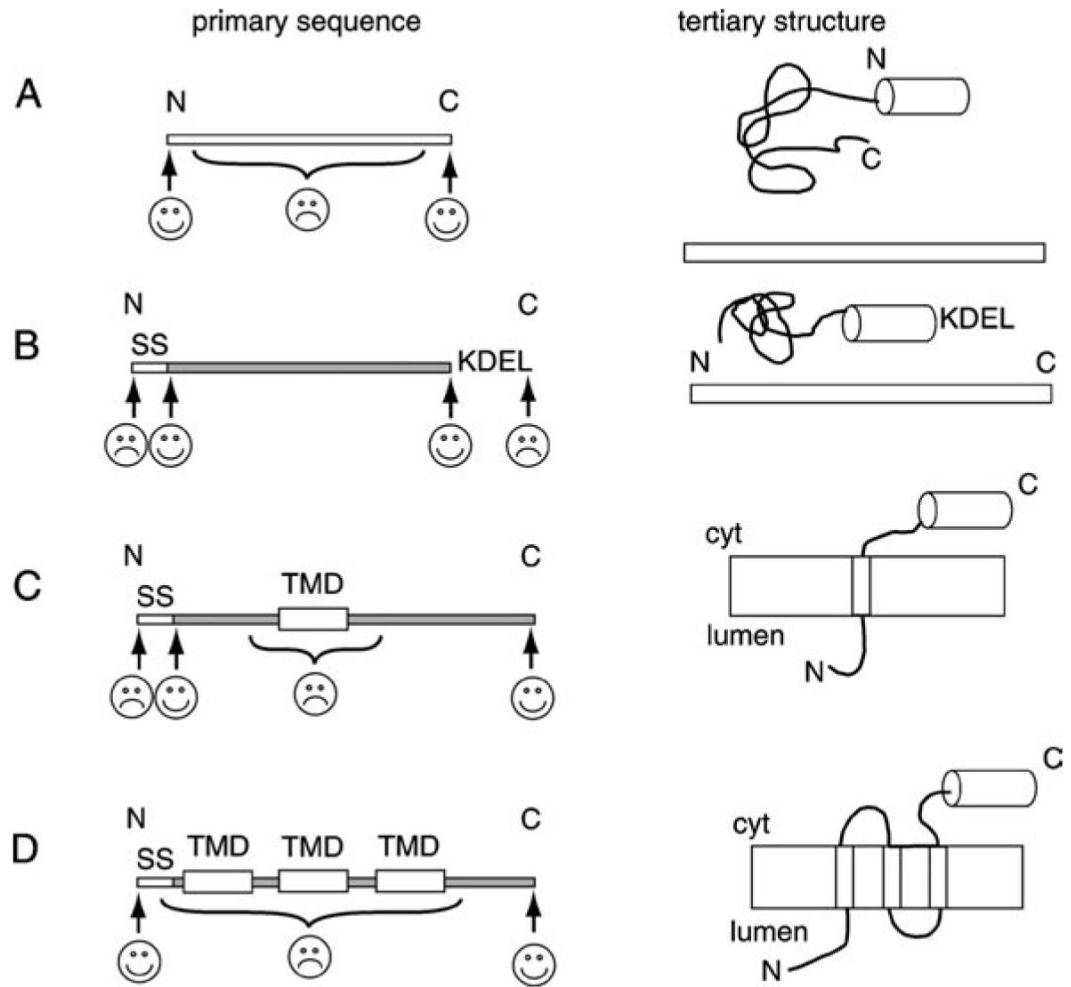 primary sequence
tertiary structure
A
N
C
N
C
B
N
C
SS
KDEL
N
KDEL
C
C
N
C
SS
TMD
cyt
lumen
N
C
D
N
C
SS
TMD
TMD
TMD
cyt
lumen
N
C